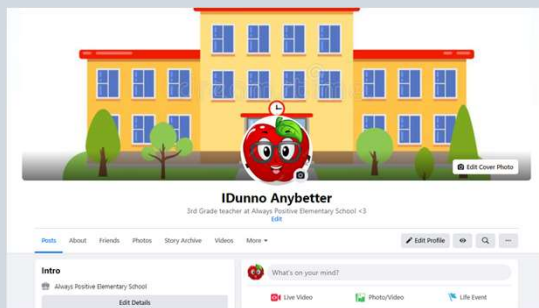 Edit Cover Photo
IDunno Anybetter
3rd Grade teacher at Always Positive Elementary School <3
Edit
Posts About Friends Photos Story Archive Videos More Edit Profile
Intro
Always Positive Elementary School
Edit Details
What's on your mind?
Live Video Photo/Video Life Event